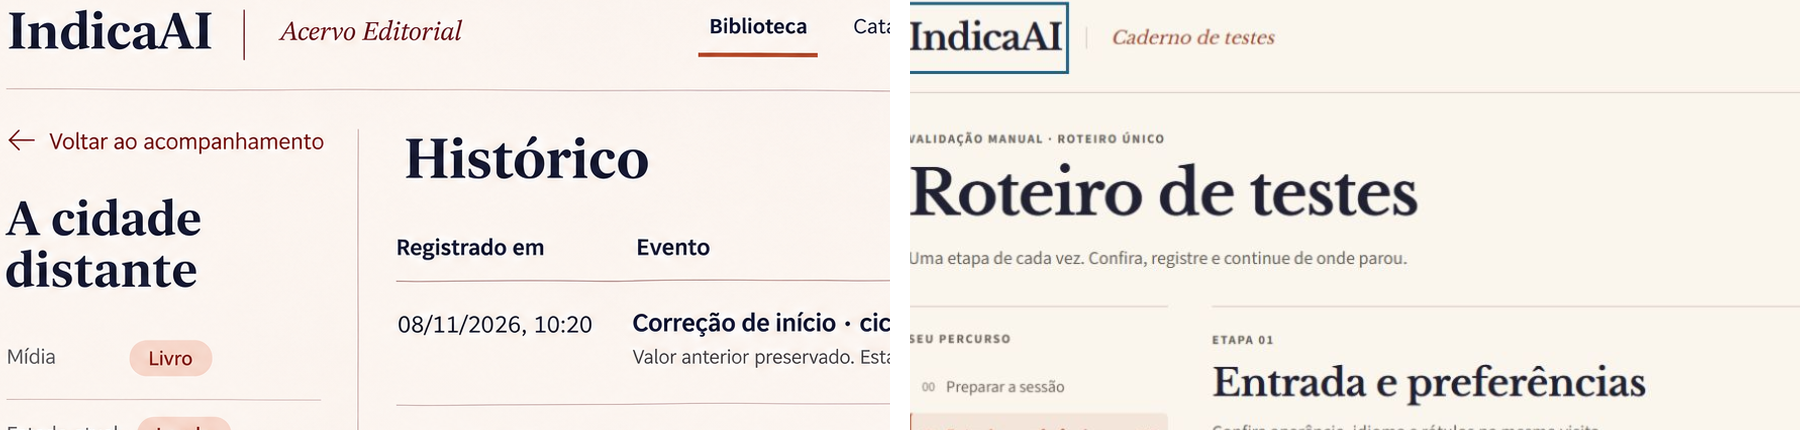 IndicaAI
Acervo Editorial
Biblioteca
Voltar ao acompanhamento
A cidade
distante
Mídia
Livro
Histórico
Registrado em
Evento
08/11/2026, 10:20
Correção de início · cic
Valor anterior preservado. Esta
IndicaAI
Caderno de testes
VALIDAÇÃO MANUAL · ROTEIRO ÚNICO
Roteiro de testes
Uma etapa de cada vez. Confira, registre e continue de onde parou.
SEU PERCURSO
00 Preparar a sessão
ETAPA 01
Entrada e preferências